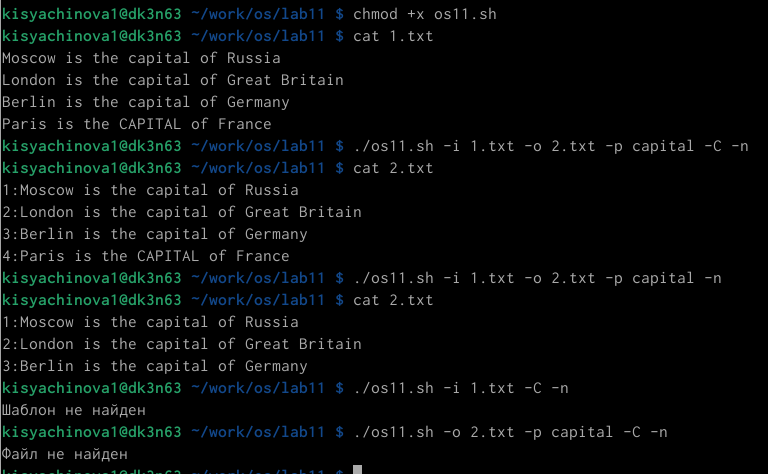 kisyachinova1@dk3n63 ~/work/os/lab11 $ chmod +x os11.sh
kisyachinova1@dk3n63 ~/work/os/lab11 $ cat 1.txt
Moscow is the capital of Russia
London is the capital of Great Britain
Berlin is the capital of Germany
Paris is the CAPITAL of France
kisyachinova1@dk3n63 ~/work/os/lab11 $ ./os11.sh -i 1.txt -o 2.txt -p capital -C -n
kisyachinova1@dk3n63 ~/work/os/lab11 $ cat 2.txt
1:Moscow is the capital of Russia
2:London is the capital of Great Britain
3:Berlin is the capital of Germany
4:Paris is the CAPITAL of France
kisyachinova1@dk3n63 ~/work/os/lab11 $ ./os11.sh -i 1.txt -o 2.txt -p capital -n
kisyachinova1@dk3n63 ~/work/os/lab11 $ cat 2.txt
1:Moscow is the capital of Russia
2:London is the capital of Great Britain
3:Berlin is the capital of Germany
kisyachinova1@dk3n63 ~/work/os/lab11 $ ./os11.sh -i 1.txt -C -n
Шаблон не найден
kisyachinova1@dk3n63 ~/work/os/lab11 $ ./os11.sh -o 2.txt -p capital -C -n
Файл не найден
kisyachinova1@dk3n63 ~/work/os/lab11 $